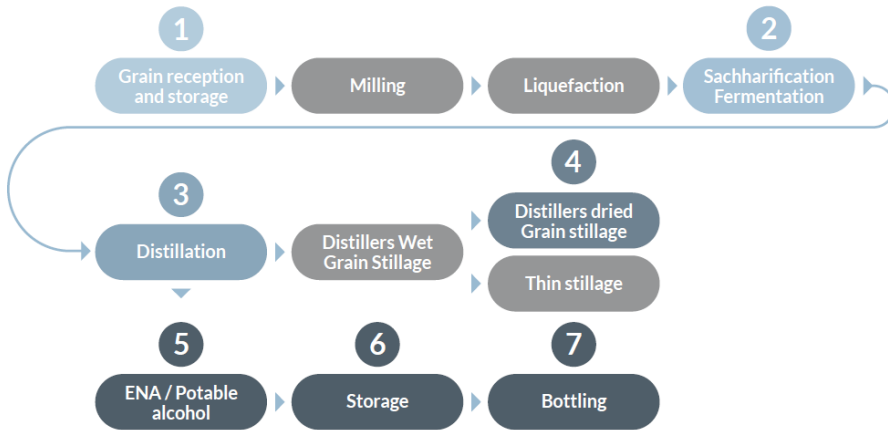 1
2
Grain reception
and storage
Milling
Liquefaction
Sachharification
Fermentation
3
4
Distillation
Distillers Wet
Grain Stillage
Distillers dried
Grain stillage
Thin stillage
5
6
7
ENA / Potable
alcohol
Storage
Bottling